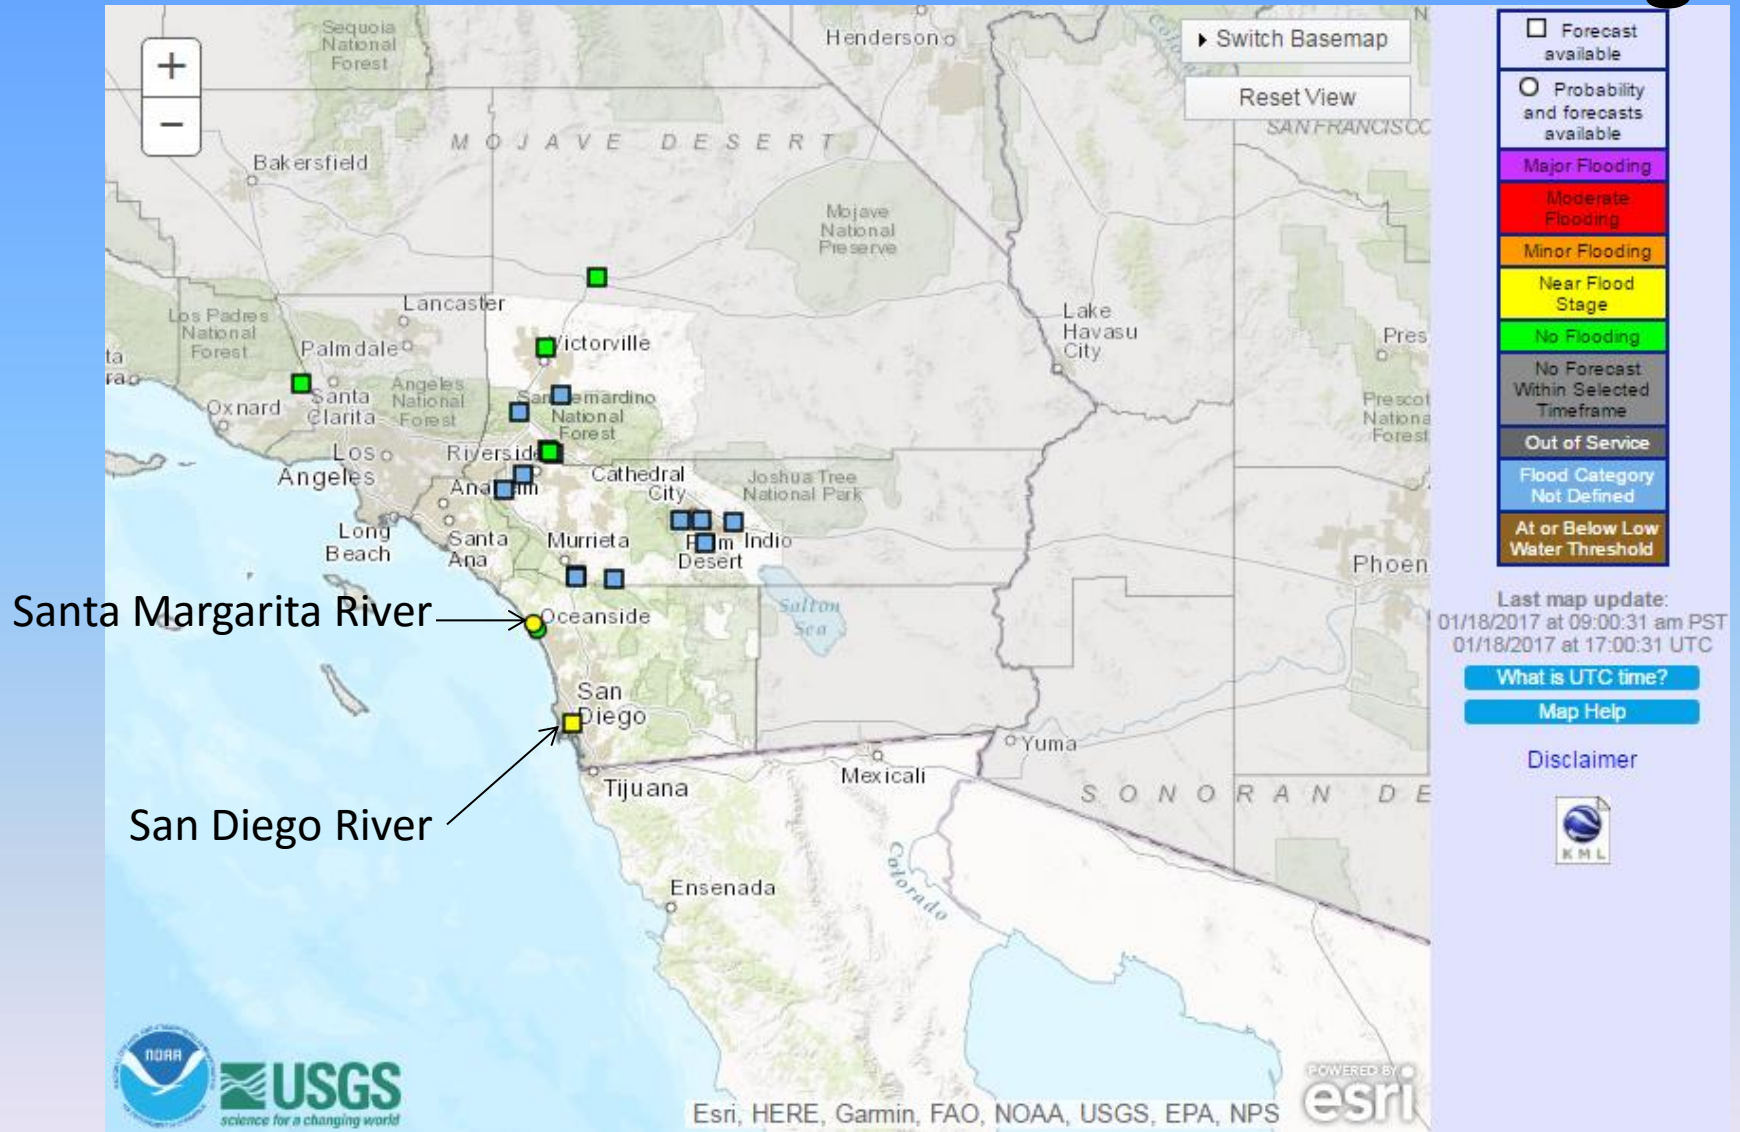 Sequoia
National
Forest
Henderson
Switch Basemap
Reset View
MOJAVE DESERT
SAN FRANCISCO
Bakersfield
Mojave
National
Preserve
Los Padres
National
Forest
Lancaster
Palmdale
Victorville
Lake
Havasu
City
Pres
ta
Oxnard
Santa
Clarita
Angeles
National
Forest
San Bernardino
National
Forest
Prescot
Nationa
Forest
Los
Angeles
Riverside
Anaheim
Cathedral
City
Joshua Tree
National Park
Long
Beach
Santa
Ana
Murrieta
Palm
Desert
Indio
Phoen
Santa Margarita River
Oceanside
Salton
Sea
San
Diego
San Diego River
Tijuana
Mexicali
Yuma
SONORAN DE
Ensenada
Colorado
NOAA
USGS
science for a changing world
Esri, HERE, Garmin, FAO, NOAA, USGS, EPA, NPS
POWERED BY
esri
Forecast
available
Probability
and forecasts
available
Major Flooding
Moderate
Flooding
Minor Flooding
Near Flood
Stage
No Flooding
No Forecast
Within Selected
Timeframe
Out of Service
Flood Category
Not Defined
At or Below Low
Water Threshold
Last map update:
01/18/2017 at 09:00:31 am PST
01/18/2017 at 17:00:31 UTC
What is UTC time?
Map Help
Disclaimer
KML